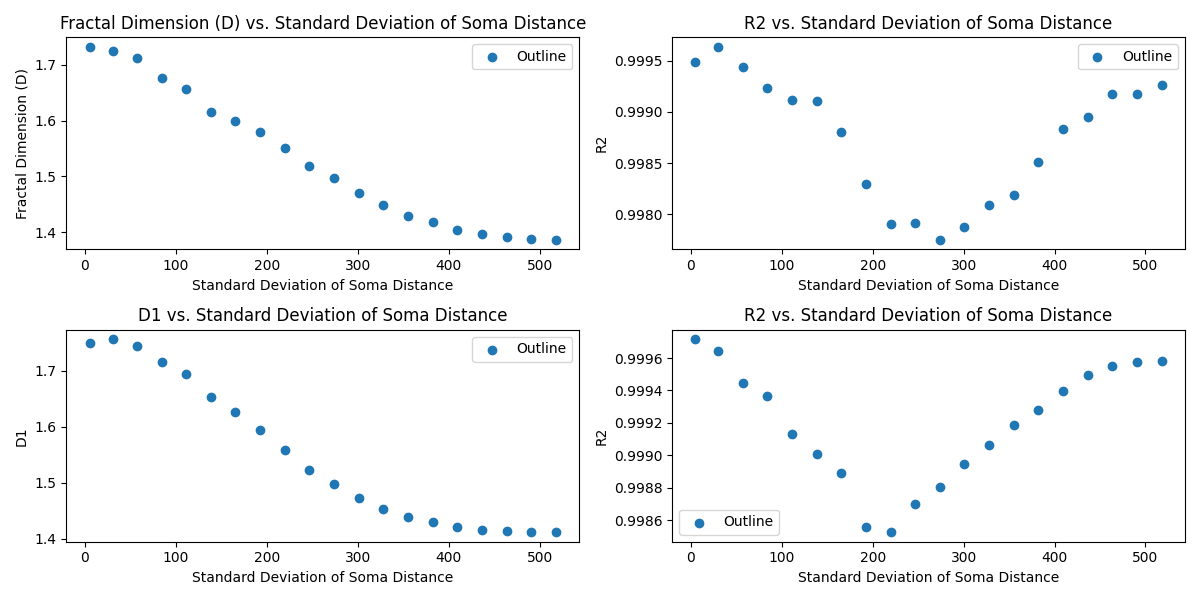 Fractal Dimension (D) vs. Standard Deviation of Soma Distance
Outline
1.7
1.6
1.5
1.4
Fractal Dimension (D)
0 100 200 300 400 500
Standard Deviation of Soma Distance
R2 vs. Standard Deviation of Soma Distance
Outline
0.9995
0.9990
0.9985
0.9980
R2
0 100 200 300 400 500
Standard Deviation of Soma Distance
D1 vs. Standard Deviation of Soma Distance
Outline
1.7
1.6
1.5
1.4
D1
0 100 200 300 400 500
Standard Deviation of Soma Distance
R2 vs. Standard Deviation of Soma Distance
0.9996
0.9994
0.9992
0.9990
0.9988
0.9986
R2
Outline
0 100 200 300 400 500
Standard Deviation of Soma Distance